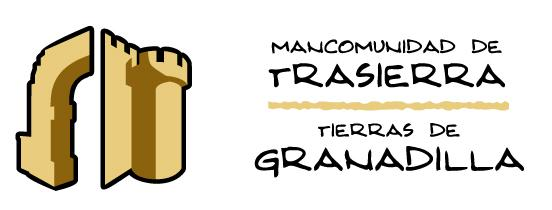 MANCOMUNIDAD DE
TRASIERRA
TIERRAS DE
GRANADILLA